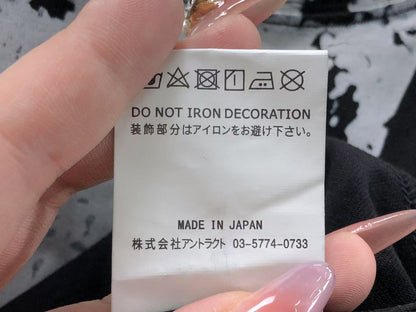 DO NOT IRON DECORATION
装飾部分はアイロンをお避け下さい。
MADE IN JAPAN
株式会社アントラクト 03-5774-0733